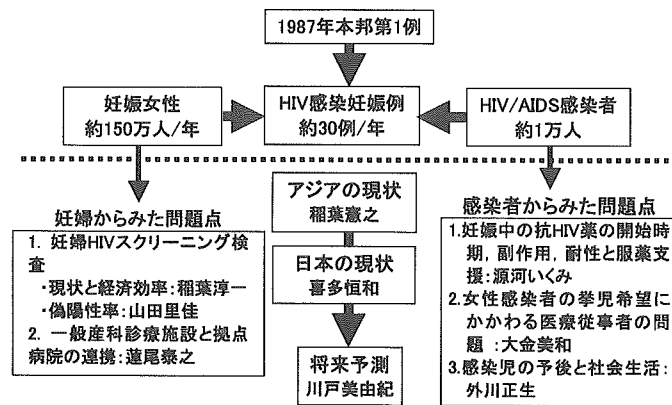 1987年本邦第1例
妊娠女性
約150万人/年
HIV感染妊娠例
約30例/年
HIV/AIDS感染者
約1万人
妊婦からみた問題点
1. 妊婦HIVスクリーニング検
査
・現状と経済効率:稲葉淳一
・偽陽性率:山田里佳
2. 一般産科診療施設と拠点
病院の連携:蓮尾泰之
アジアの現状
稲葉憲之
日本の現状
喜多恒和
将来予測
川戸美由紀
感染者からみた問題点
1.妊娠中の抗HIV薬の開始時
期,副作用,耐性と服薬支
援:源河いくみ
2.女性感染者の挙児希望に
かかわる医療従事者の問
題 :大金美和
3.感染児の予後と社会生活:
外川正生